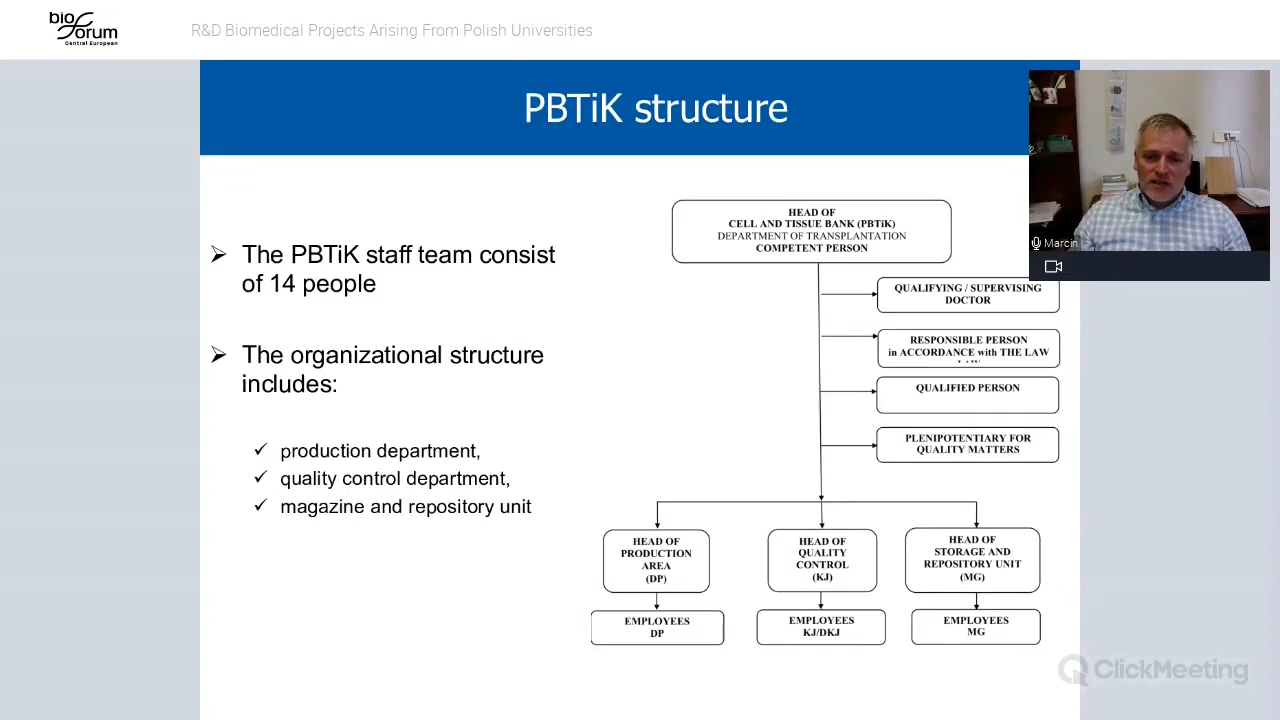 bio
forum
Central European
R&D Biomedical Projects Arising From Polish Universities
PBTiK structure
Marcin
The PBTiK staff team consist
of 14 people
The organizational structure
includes:
production department,
quality control department,
magazine and repository unit
HEAD OF
CELL AND TISSUE BANK (PBTiK)
DEPARTMENT OF TRANSPLANTATION
COMPETENT PERSON
QUALIFYING / SUPERVISING
DOCTOR
RESPONSIBLE PERSON
in ACCORDANCE with THE LAW
QUALIFIED PERSON
PLENIPOTENTIARY FOR
QUALITY MATTERS
HEAD OF
PRODUCTION
AREA
(DP)
HEAD OF
QUALITY
CONTROL
(KJ)
HEAD OF
STORAGE AND
REPOSITORY UNIT
(MG)
EMPLOYEES
DP
EMPLOYEES
KJ/DKJ
EMPLOYEES
MG
ClickMeeting